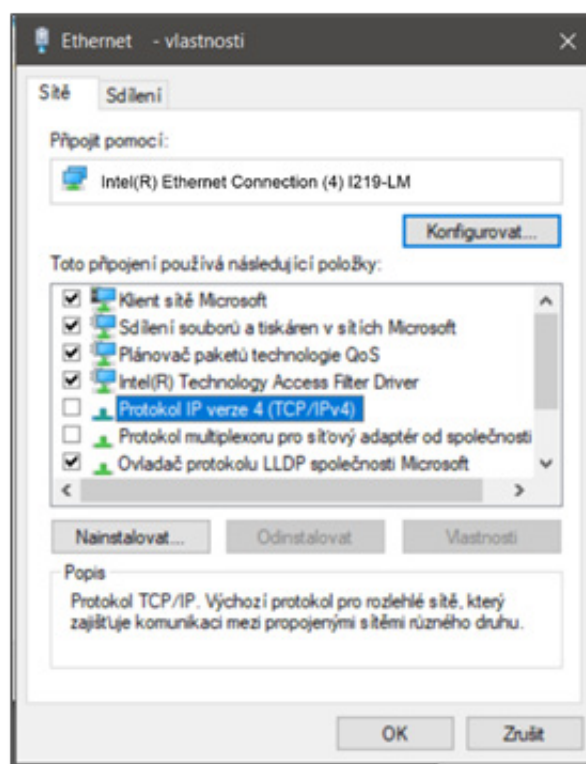 Ethernet - vlastnosti
Sítě Sdílení
Připojit pomocí:
Intel(R) Ethernet Connection (4) I219-LM
Konfigurovat...
Toto připojení používá následující položky:
Klient sítě Microsoft
Sdílení souborů a tiskáren v sítích Microsoft
Plánovač paketů technologie QoS
Intel(R) Technology Access Filter Driver
Protokol IP verze 4 (TCP/IPv4)
Protokol multiplexoru pro síťový adaptér od společnosti
Ovladač protokolu LLDP společnosti Microsoft
Nainstalovat... Odinstalovat Vlastnosti
Popis
Protokol TCP/IP. Výchozí protokol pro rozlehlé sítě, který
zajišťuje komunikaci mezi propojenými sítěmi různého druhu.
OK Zrušit